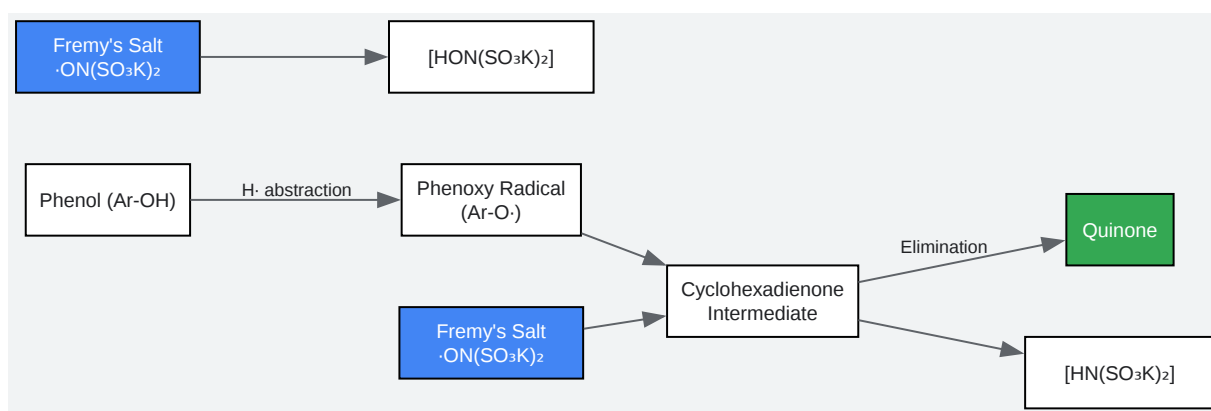 Fremy's Salt
·ON(SO₃K)₂
[HON(SO₃K)₂]
Phenol (Ar-OH)
H· abstraction
Phenoxy Radical
(Ar-O·)
Fremy's Salt
·ON(SO₃K)₂
Cyclohexadienone
Intermediate
Elimination
Quinone
[HN(SO₃K)₂]